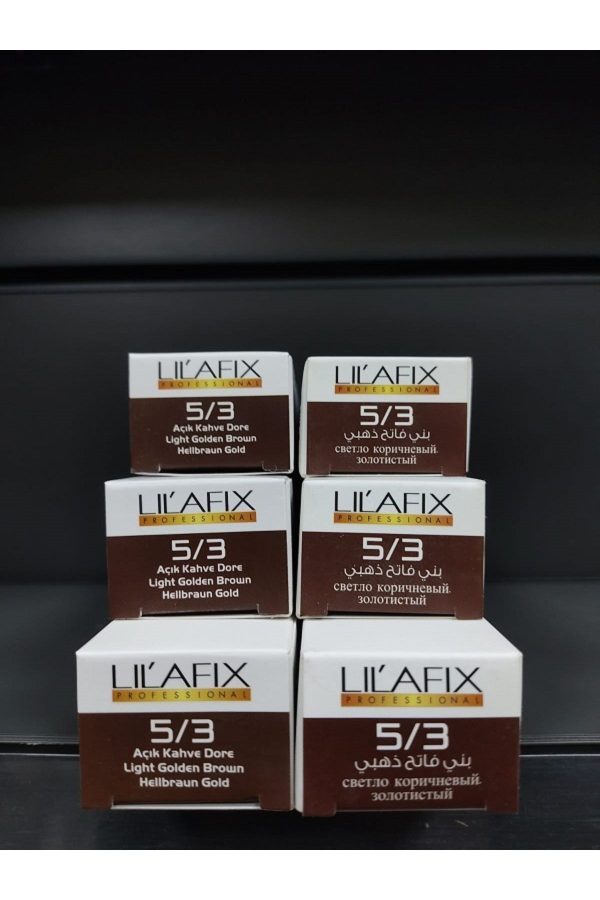 LIL'AFIX
PROFESSIONAL
5/3
Açık Kahve Dore
Light Golden Brown
Hellbraun Gold
LIL'AFIX
PROFESSIONAL
5/3
بني فاتح ذهبي
светло коричневый.
золотистый
LIL'AFIX
PROFESSIONAL
5/3
Açık Kahve Dore
Light Golden Brown
Hellbraun Gold
LIL'AFIX
PROFESSIONAL
5/3
بني فاتح ذهبي
светло коричневый.
золотистый
LIL'AFIX
PROFESSIONAL
5/3
Açık Kahve Dore
Light Golden Brown
Hellbraun Gold
LIL'AFIX
PROFESSIONAL
5/3
بني فاتح ذهبي
светло коричневый.
золотистый